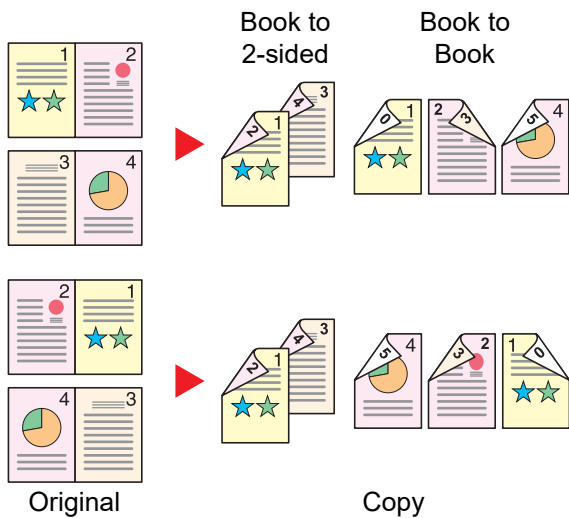 Book to
2-sided
Book to
Book
1 2
3 4
2 1 4 3
0 1 2 3 5 4
2 1
4 3
2 1 4 3
5 4 3 2 1 0
Original
Copy